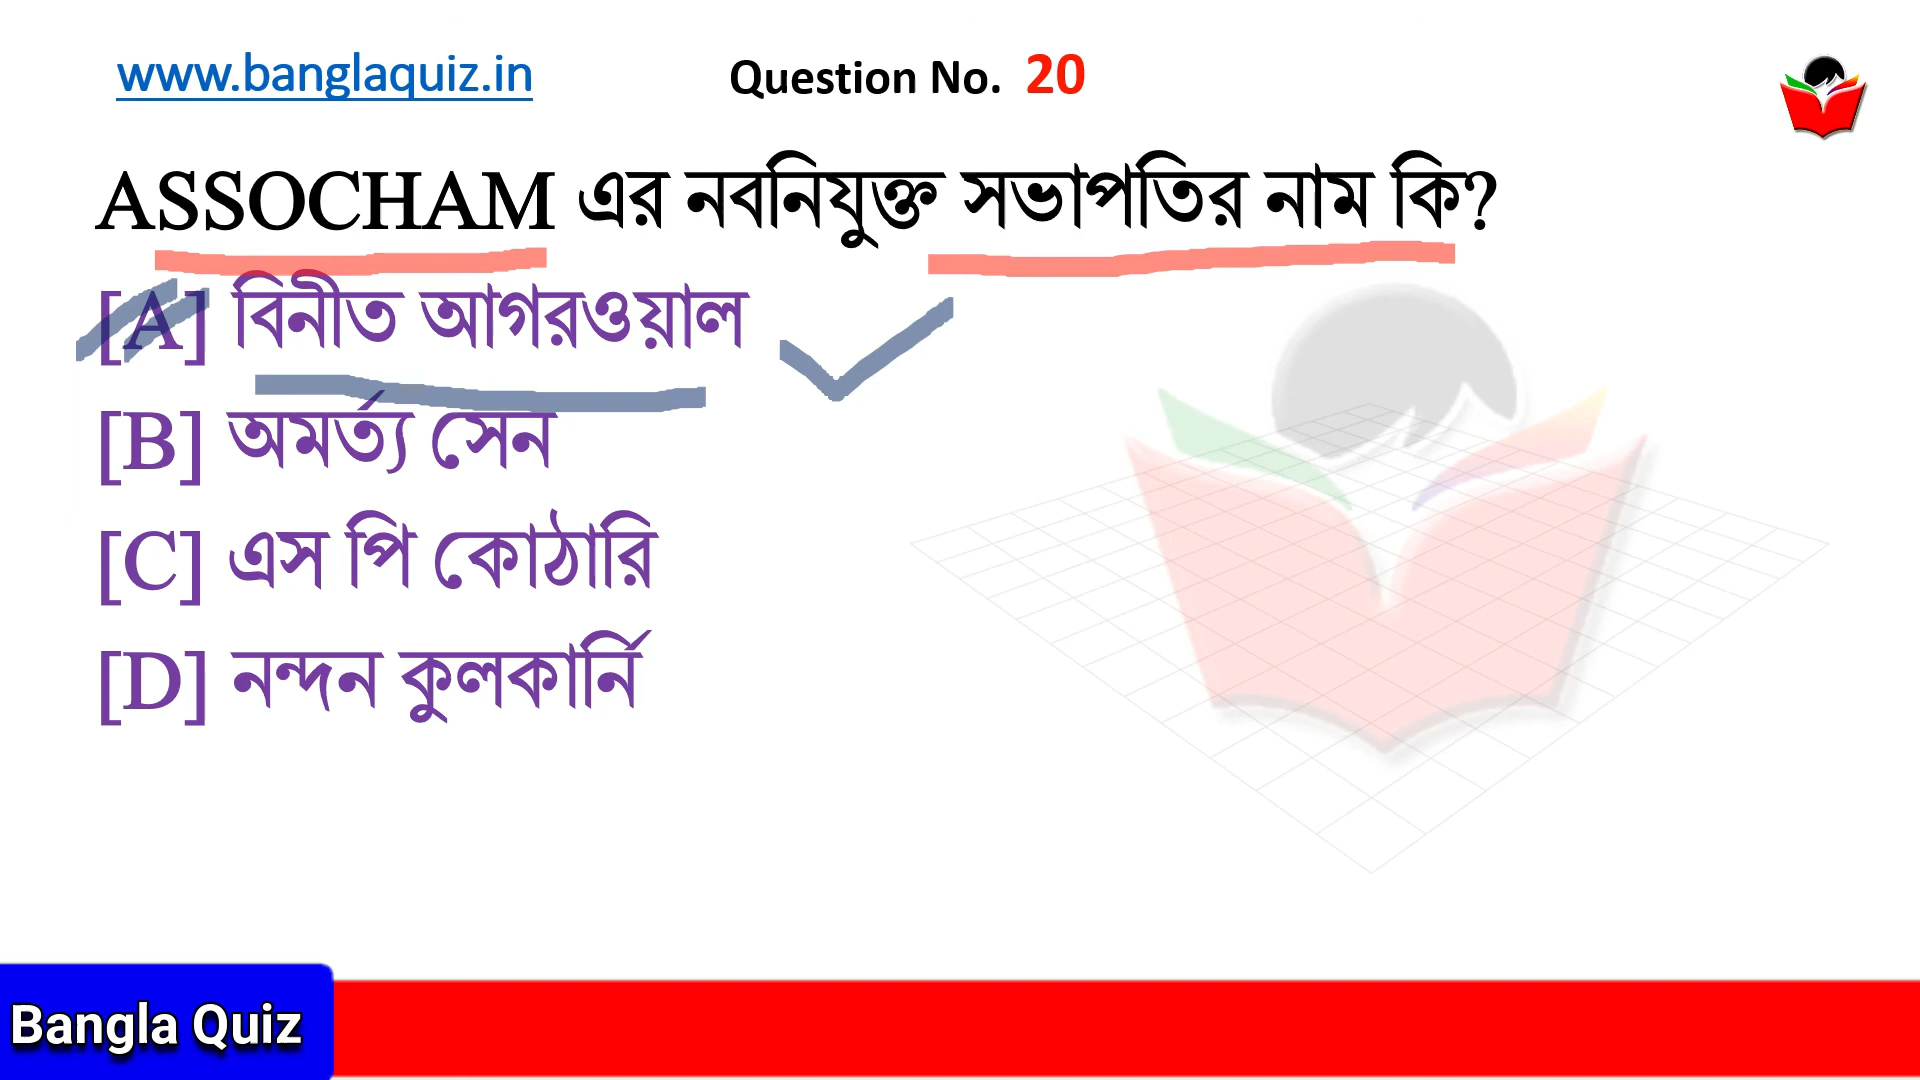 www.banglaquiz.in Question No. 20
ASSOCHAM এর নবনিযুক্ত সভাপতির নাম কি?
[A] বিনীত আগরওয়াল
[B] অমর্ত্য সেন
[C] এস পি কোঠারি
[D] নন্দন কুলকার্নি
Bangla Quiz